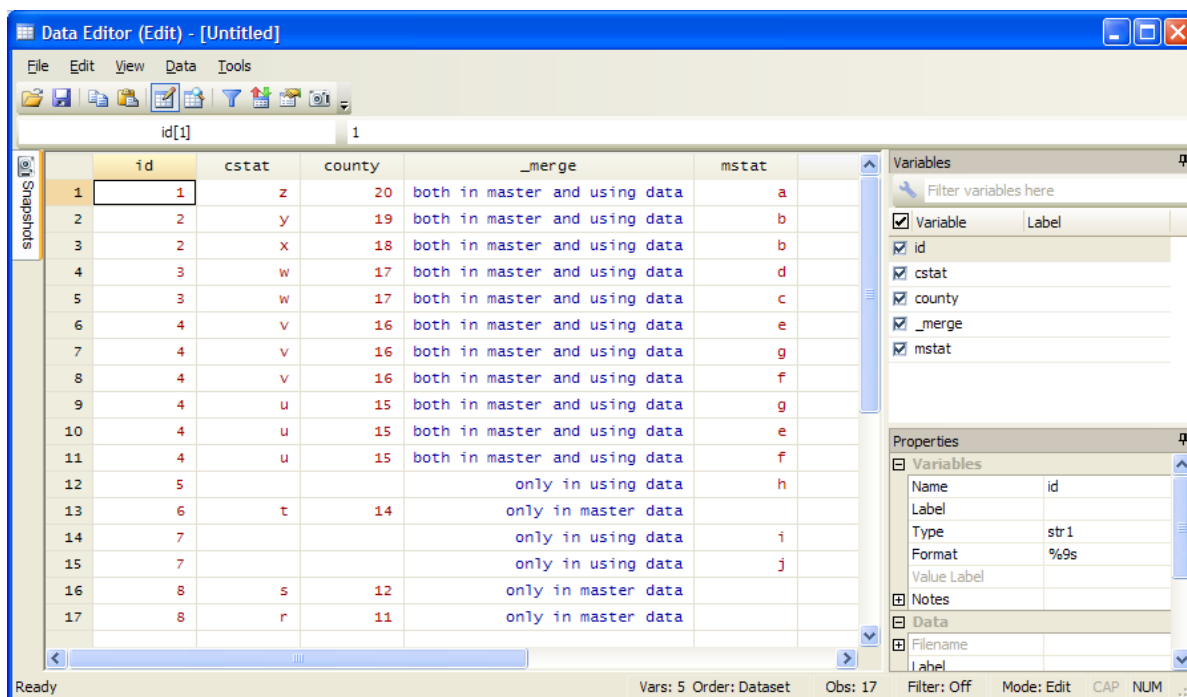 Data Editor (Edit) - [Untitled]
File Edit View Data Tools
id[1] 1
Snapshots
id cstat county _merge mstat
1 1 z 20 both in master and using data a
2 2 y 19 both in master and using data b
3 2 x 18 both in master and using data b
4 3 w 17 both in master and using data d
5 3 w 17 both in master and using data c
6 4 v 16 both in master and using data e
7 4 v 16 both in master and using data g
8 4 v 16 both in master and using data f
9 4 u 15 both in master and using data g
10 4 u 15 both in master and using data e
11 4 u 15 both in master and using data f
12 5 only in using data h
13 6 t 14 only in master data
14 7 only in using data i
15 7 only in using data j
16 8 s 12 only in master data
17 8 r 11 only in master data
Variables
Filter variables here
Variable Label
id
cstat
county
_merge
mstat
Properties
Variables
Name id
Label
Type str1
Format %9s
Value Label
Notes
Data
Filename
Label
Ready Vars: 5 Order: Dataset Obs: 17 Filter: Off Mode: Edit CAP NUM